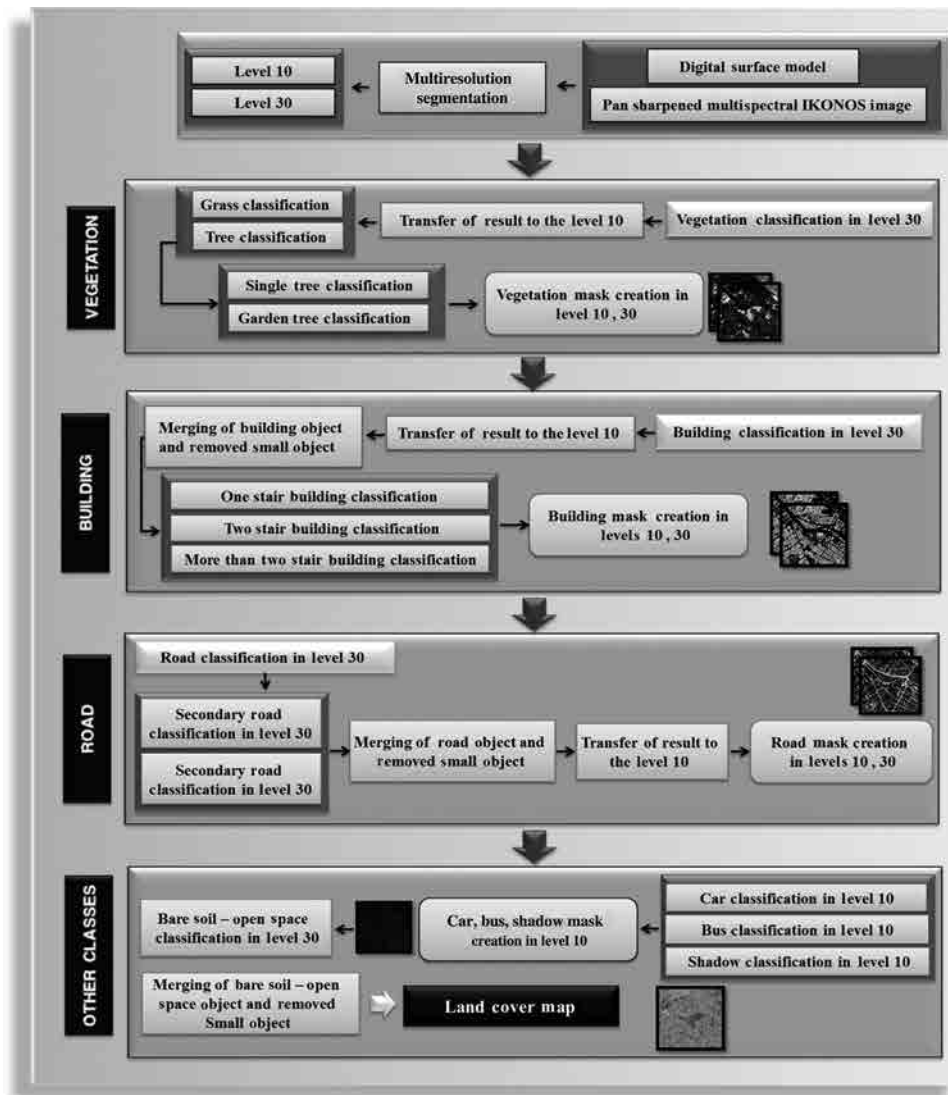 Level 10
Level 30
Multiresolution
segmentation
Digital surface model
Pan sharpened multispectral IKONOS image
VEGETATION
Grass classification
Tree classification
Transfer of result to the level 10
Vegetation classification in level 30
Single tree classification
Garden tree classification
Vegetation mask creation in
level 10 , 30
BUILDING
Merging of building object
and removed small object
Transfer of result to the level 10
Building classification in level 30
One stair building classification
Two stair building classification
More than two stair building classification
Building mask creation in
levels 10 , 30
ROAD
Road classification in level 30
Secondary road
classification in level 30
Secondary road
classification in level 30
Merging of road object and
removed small object
Transfer of result to
the level 10
Road mask creation
in levels 10 , 30
OTHER CLASSES
Bare soil – open space
classification in level 30
Car, bus, shadow mask
creation in level 10
Car classification in level 10
Bus classification in level 10
Shadow classification in level 10
Merging of bare soil – open
space object and removed
Small object
Land cover map